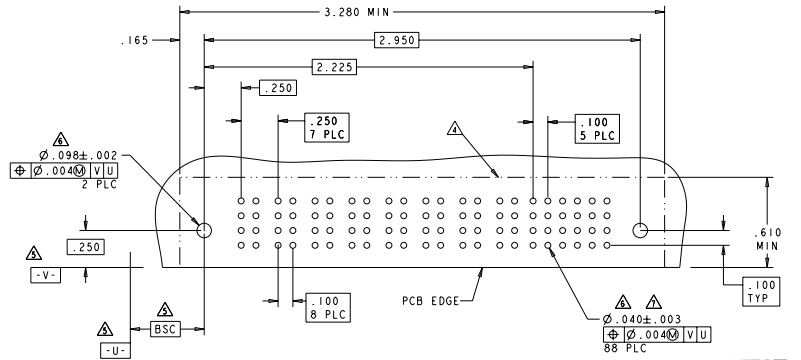 3.280 MIN
.165
2.950
2.225
.250
.250
7 PLC
.100
5 PLC
6
4
Ø.098±.002
⌖ Ø.004Ⓜ V U
2 PLC
.250
.610
MIN
5
-V-
.100
TYP
5
BSC
.100
8 PLC
PCB EDGE
6 7
Ø.040±.003
⌖ Ø.004Ⓜ V U
88 PLC
5
-U-